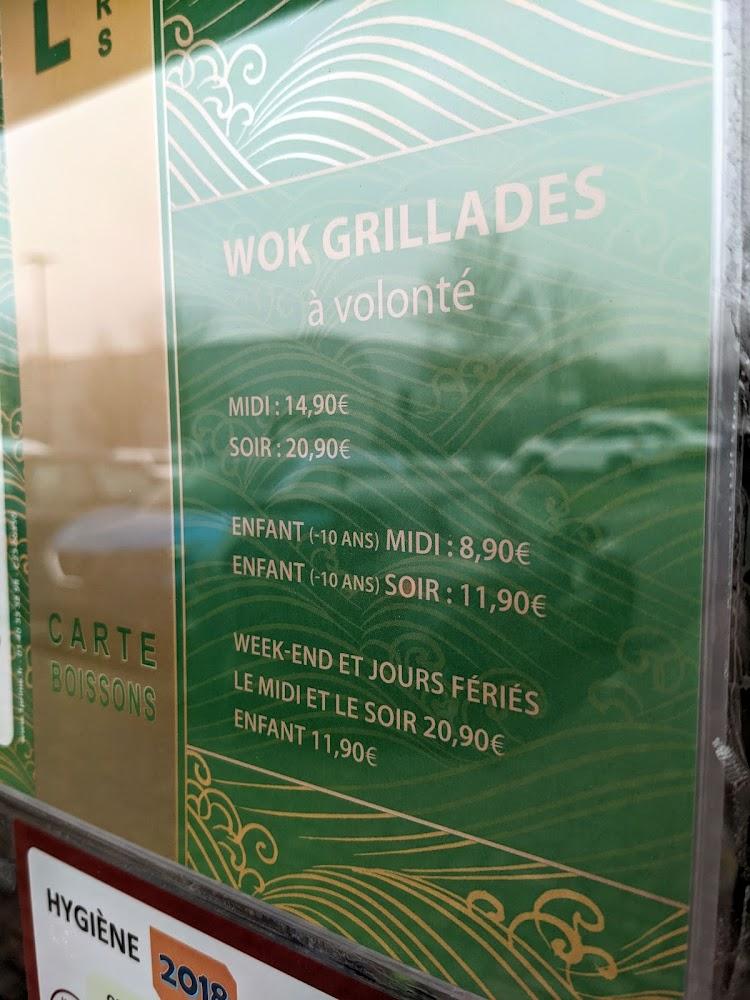 L
R
S
WOK GRILLADES
à volonté
MIDI : 14,90€
SOIR : 20,90€
ENFANT (-10 ANS) MIDI : 8,90€
ENFANT (-10 ANS) SOIR : 11,90€
WEEK-END ET JOURS FÉRIÉS
LE MIDI ET LE SOIR 20,90€
ENFANT 11,90€
CARTE
BOISSONS
HYGIÈNE
2018